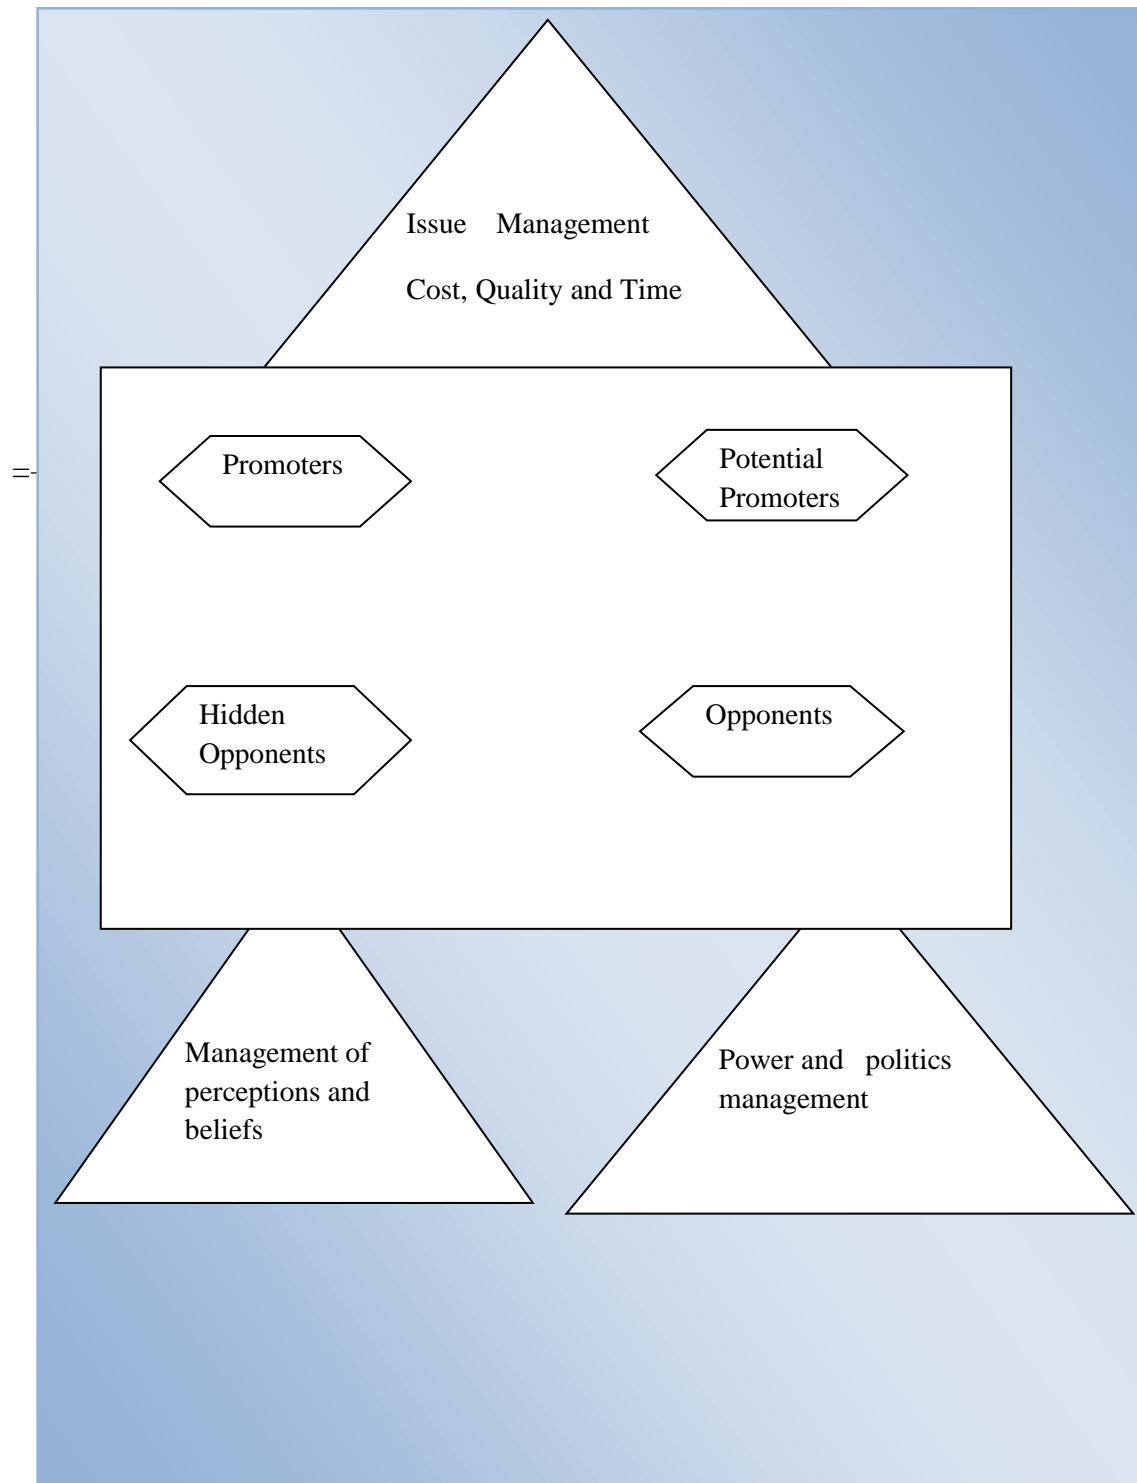 Issue Management
Cost, Quality and Time
Promoters
Potential
Promoters
=-
Hidden
Opponents
Opponents
Management of
perceptions and
beliefs
Power and politics
management